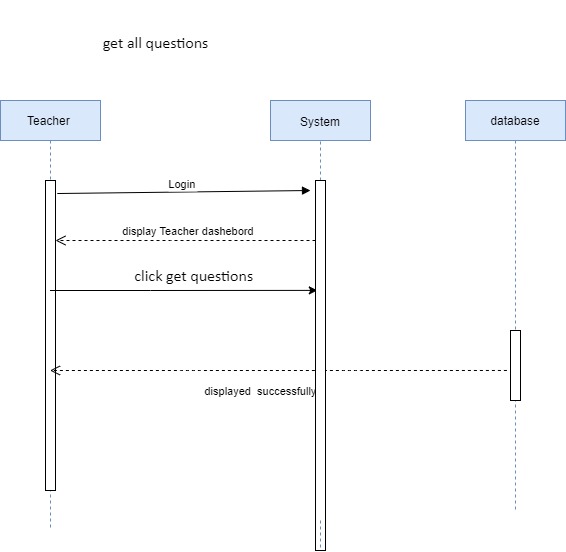 get all questions
Teacher
System
database
Login
display Teacher dashebord
click get questions
displayed  successfully